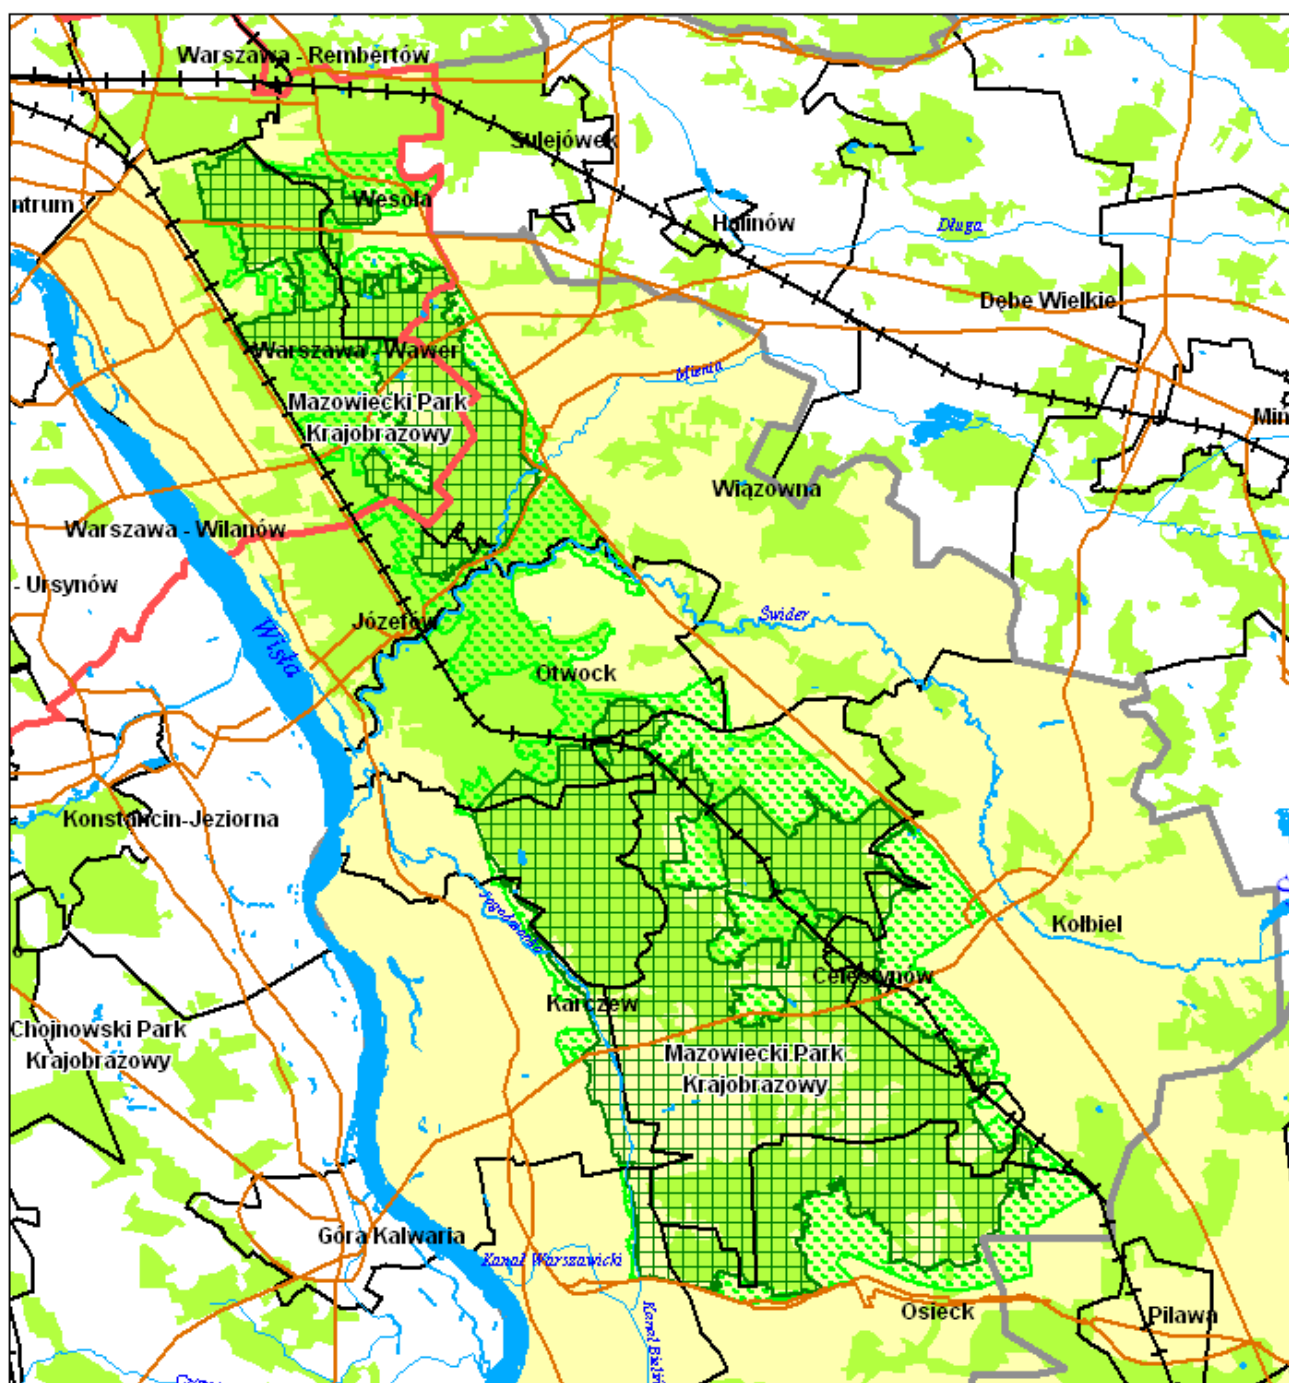 Warszawa - Rembertów
Sulejówek
Wesoła
ntrum
Halinów
Długa
Dębe Wielkie
Warszawa - Wawer
Mienia
Mazowiecki Park
Krajobrazowy
Min
Wiązowna
Warszawa - Wilanów
- Ursynów
Józefów
Świder
Wisła
Otwock
Konstancin-Jeziorna
Jagodzianka
Kołbiel
Celestynów
Karczew
Chojnowski Park
Krajobrazowy
Mazowiecki Park
Krajobrazowy
Góra Kalwaria
Kanał Warszawicki
Osieck
Pilawa